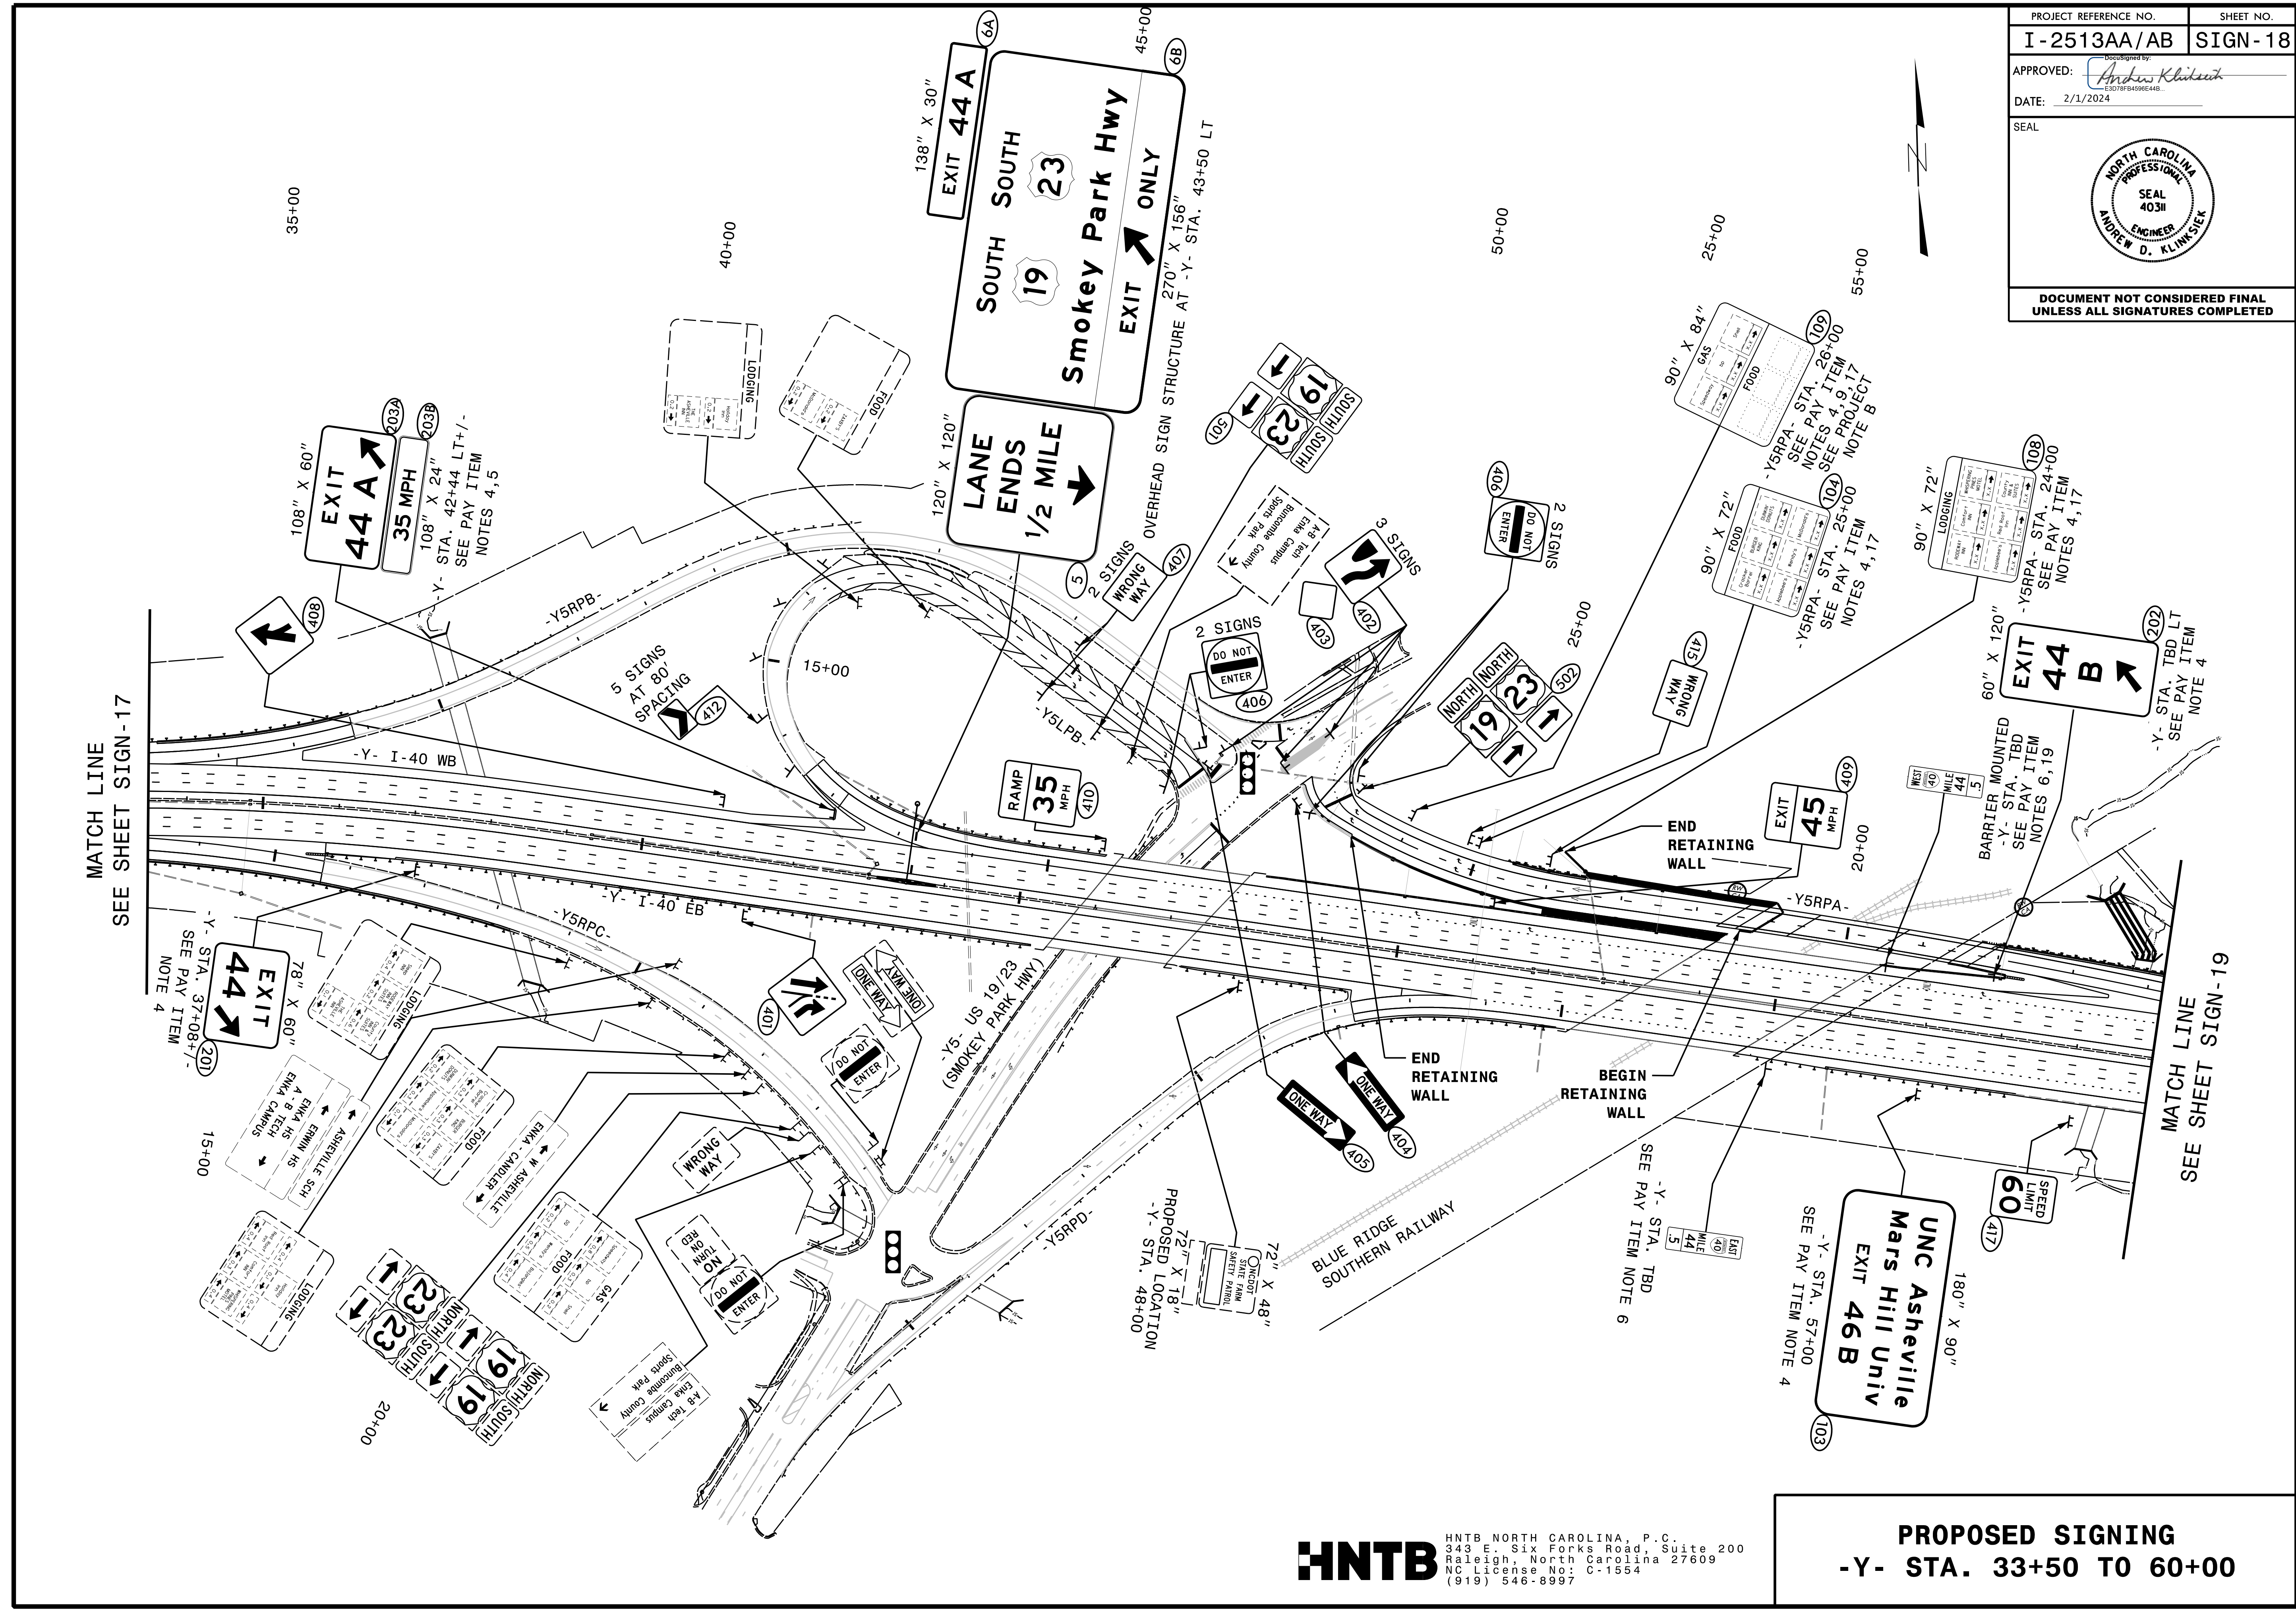 PROJECT REFERENCE NO.
SHEET NO.
I-2513AA/AB
SIGN-18
APPROVED:
DocuSigned by:
E3D78FB4596E44B...
DATE: 2/1/2024
SEAL
NORTH CAROLINA
PROFESSIONAL
SEAL
40311
ENGINEER
ANDREW D. KLINKSIEK
DOCUMENT NOT CONSIDERED FINAL
UNLESS ALL SIGNATURES COMPLETED
35+00
40+00
45+00
50+00
25+00
55+00
6A
138" X 30"
EXIT 44 A
6B
SOUTH SOUTH
19 23
Smokey Park Hwy
EXIT ONLY
270" X 156"
OVERHEAD SIGN STRUCTURE AT -Y- STA. 43+50 LT
120" X 120"
LANE
ENDS
1/2 MILE
5
108" X 60"
EXIT
44 A
203A
35 MPH
203B
108" X 24"
-Y- STA. 42+44 LT+/-
SEE PAY ITEM
NOTES 4,5
LODGING
FOOD
408
MATCH LINE
SEE SHEET SIGN-17
-Y5RPB-
-Y- I-40 WB
5 SIGNS
AT 80'
SPACING
412
15+00
-Y5LPB-
2 SIGNS
WRONG
WAY
407
501
23 19
SOUTH SOUTH
A-B Tech
Enka Campus
Buncombe County
Sports Park
2 SIGNS
DO NOT
ENTER
406
403
402
3 SIGNS
406
DO NOT
ENTER
2 SIGNS
25+00
NORTH NORTH
19 23
502
RAMP
35
MPH
410
415
WRONG
WAY
90" X 84"
GAS
FOOD
109
-Y5RPA- STA. 26+00
SEE PAY ITEM
NOTES 4,9,17
SEE PROJECT
NOTE B
90" X 72"
FOOD
104
-Y5RPA- STA. 25+00
SEE PAY ITEM
NOTES 4,17
90" X 72"
LODGING
108
-Y5RPA- STA. 24+00
SEE PAY ITEM
NOTES 4,17
60" X 120"
EXIT
44
B
202
-Y- STA. TBD LT
SEE PAY ITEM
NOTE 4
WEST
40
MILE
44
.5
BARRIER MOUNTED
-Y- STA. TBD
SEE PAY ITEM
NOTES 6,19
EXIT
45
MPH
409
20+00
END
RETAINING
WALL
-Y5RPA-
-Y- I-40 EB
-Y5RPC-
78" X 60"
EXIT
44
201
-Y- STA. 37+08+/-
SEE PAY ITEM
NOTE 4
LODGING
401
ONE WAY
ONE WAY
DO NOT
ENTER
-Y5- US 19/23
(SMOKEY PARK HWY)
ASHEVILLE SCH
ERWIN HS
ENKA HS
A - B TECH
ENKA CAMPUS
15+00
FOOD
W ASHEVILLE
ENKA - CANDLER
WRONG
WAY
NO
TURN
ON
RED
DO NOT
ENTER
GAS
FOOD
LODGING
23 23
NORTH SOUTH
19 19
NORTH SOUTH
20+00
A-B Tech
Enka Campus
Buncombe County
Sports Park
-Y5RPD-
NCDOT
STATE FARM
SAFETY PATROL
72" X 48"
72" X 18"
PROPOSED LOCATION
-Y- STA. 48+00
ONE WAY
405
ONE WAY
404
END
RETAINING
WALL
BEGIN
RETAINING
WALL
BLUE RIDGE
SOUTHERN RAILWAY
EAST
40
MILE
44
.5
-Y- STA. TBD
SEE PAY ITEM NOTE 6
UNC Asheville
Mars Hill Univ
EXIT 46B
103
180" X 90"
-Y- STA. 57+00
SEE PAY ITEM NOTE 4
SPEED
LIMIT
60
417
MATCH LINE
SEE SHEET SIGN-19
HNTB
HNTB NORTH CAROLINA, P.C.
343 E. Six Forks Road, Suite 200
Raleigh, North Carolina 27609
NC License No: C-1554
(919) 546-8997
PROPOSED SIGNING
-Y- STA. 33+50 TO 60+00